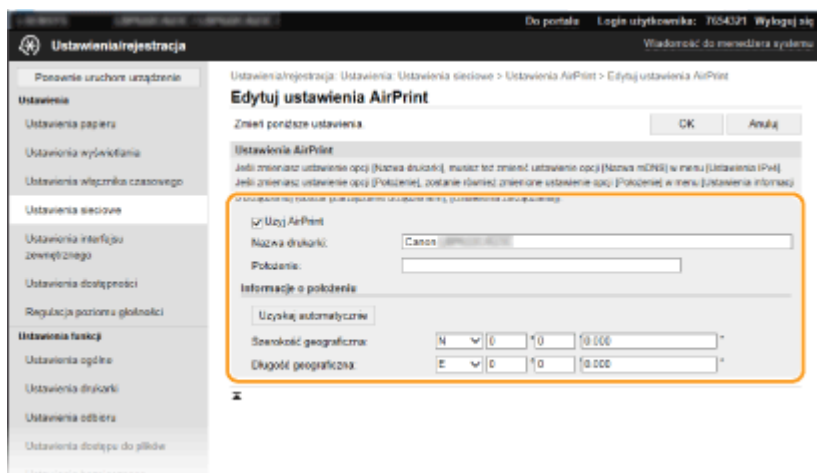 Do portalu Login użytkownika: 7654321 Wyloguj się
Ustawienia/rejestracja
Wiadomość do menedżera systemu
Ponownie uruchom urządzenie
Ustawienia
Ustawienia papieru
Ustawienia wyświetlania
Ustawienia włącznika czasowego
Ustawienia sieciowe
Ustawienia interfejsu
zewnętrznego
Ustawienia dostępności
Regulacja poziomu głośności
Ustawienia funkcji
Ustawienia ogólne
Ustawienia drukarki
Ustawienia odbioru
Ustawienia dostępu do plików
Ustawienia/rejestracja: Ustawienia: Ustawienia sieciowe > Ustawienia AirPrint > Edytuj ustawienia AirPrint
Edytuj ustawienia AirPrint
Zmień poniższe ustawienia.
OK
Anuluj
Ustawienia AirPrint
Jeśli zmieniasz ustawienie opcji [Nazwa drukarki], musisz też zmienić ustawienie opcji [Nazwa mDNS] w menu [Ustawienia IPv4].
Jeśli zmieniasz ustawienie opcji [Położenie], zostanie również zmienione ustawienie opcji [Położenie] w menu [Ustawienia informacji
Użyj AirPrint
Nazwa drukarki: Canon
Położenie:
Informacje o położeniu
Uzyskaj automatycznie
Szerokość geograficzna: N 0 ° 0 ' 0.000 "
Długość geograficzna: E 0 ° 0 ' 0.000 "